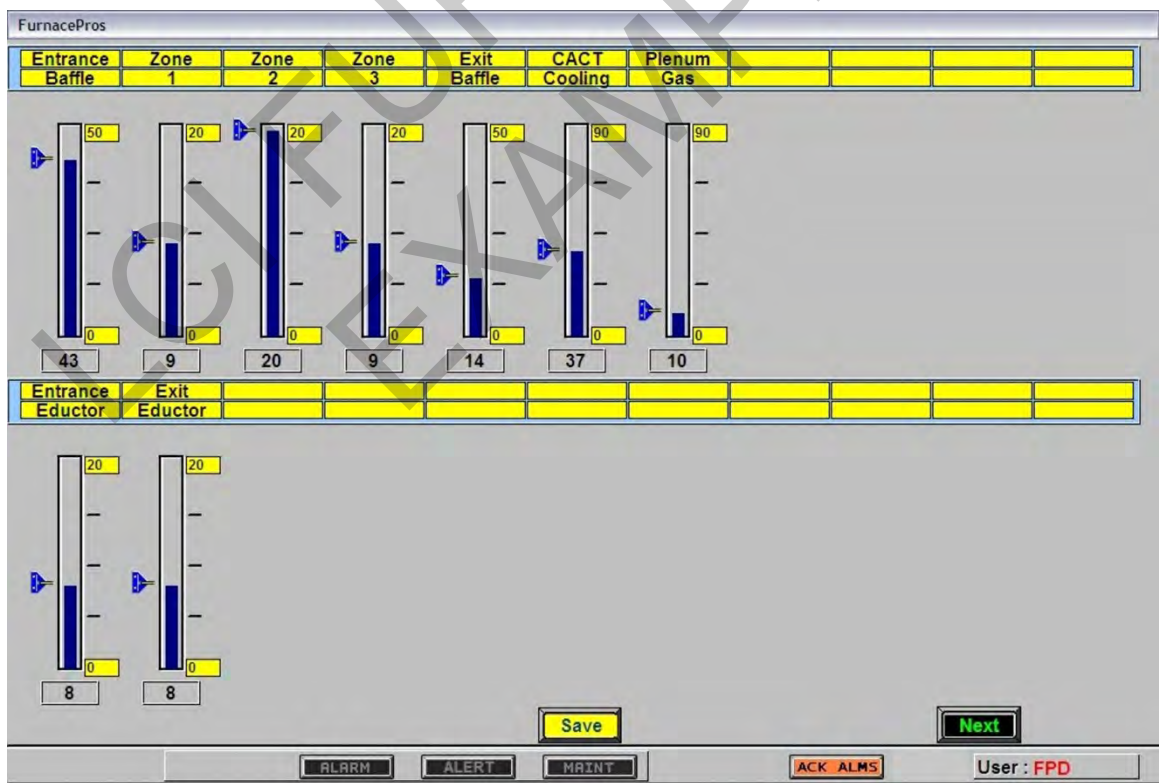 FurnacePros
Entrance Zone Zone Zone Exit CACT Plenum
Baffle 1 2 3 Baffle Cooling Gas
50 20 20 20 50 90 90
0 0 0 0 0 0 0
43 9 20 9 14 37 10
Entrance Exit
Eductor Eductor
20 20
0 0
8 8
Save Next
ALARM ALERT MAINT ACK ALMS User : FPD